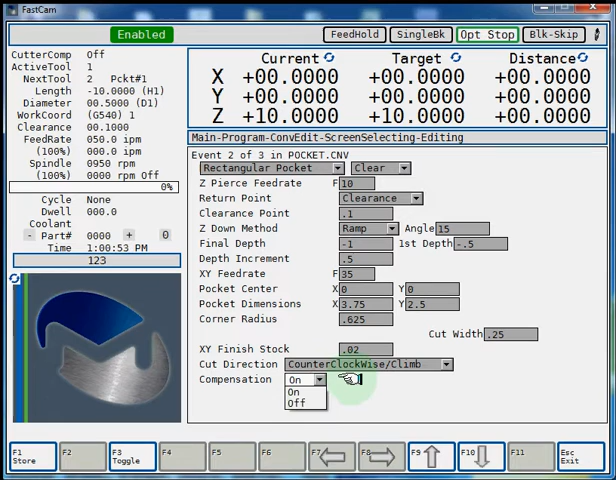 FastCam
Enabled
FeedHold SingleBk Opt Stop Blk-Skip
CutterComp Off
ActiveTool 1
NextTool 2 Pckt#1
Length -10.0000 (H1)
Diameter 00.5000 (D1)
WorkCoord (G540) 1
Clearance 00.1000
FeedRate 050.0 ipm
(100%) 000.0 ipm
Spindle 0950 rpm
(100%) 0000 rpm Off
0%
Cycle None
Dwell 000.0
Coolant
- Part# 0000 + 0
Time 1:00:53 PM
123
Current Target Distance
X +00.0000 +00.0000 +00.0000
Y +00.0000 +00.0000 +00.0000
Z +10.0000 +10.0000 +00.0000
Main-Program-ConvEdit-ScreenSelecting-Editing
Event 2 of 3 in POCKET.CNV
Rectangular Pocket Clear
Z Pierce Feedrate F 10
Return Point Clearance
Clearance Point .1
Z Down Method Ramp Angle 15
Final Depth -1 1st Depth -.5
Depth Increment .5
XY Feedrate F 35
Pocket Center X 0 Y 0
Pocket Dimensions X 3.75 Y 2.5
Corner Radius .625
Cut Width .25
XY Finish Stock .02
Cut Direction CounterClockWise/Climb
Compensation On
On
Off
F1 F2 F3 F4 F5 F6 F7 F8 F9 F10 F11 Esc
Store Toggle Exit